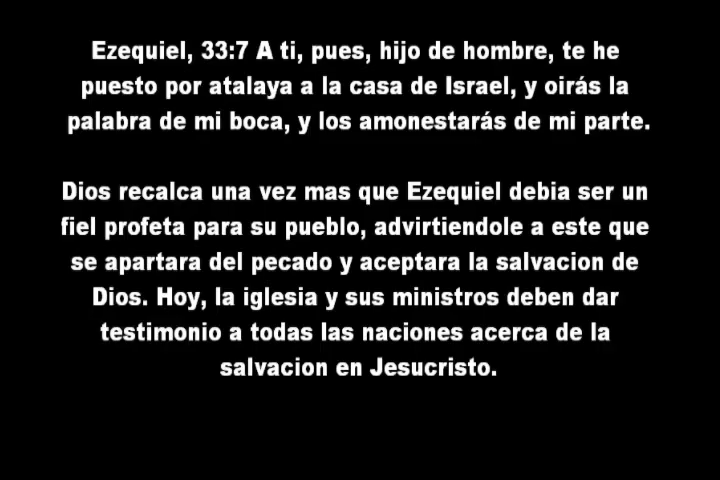 Ezequiel, 33:7 A ti, pues, hijo de hombre, te he
puesto por atalaya a la casa de Israel, y oirás la
palabra de mi boca, y los amonestarás de mi parte.
Dios recalca una vez mas que Ezequiel debia ser un
fiel profeta para su pueblo, advirtiendole a este que
se apartara del pecado y aceptara la salvacion de
Dios. Hoy, la iglesia y sus ministros deben dar
testimonio a todas las naciones acerca de la
salvacion en Jesucristo.